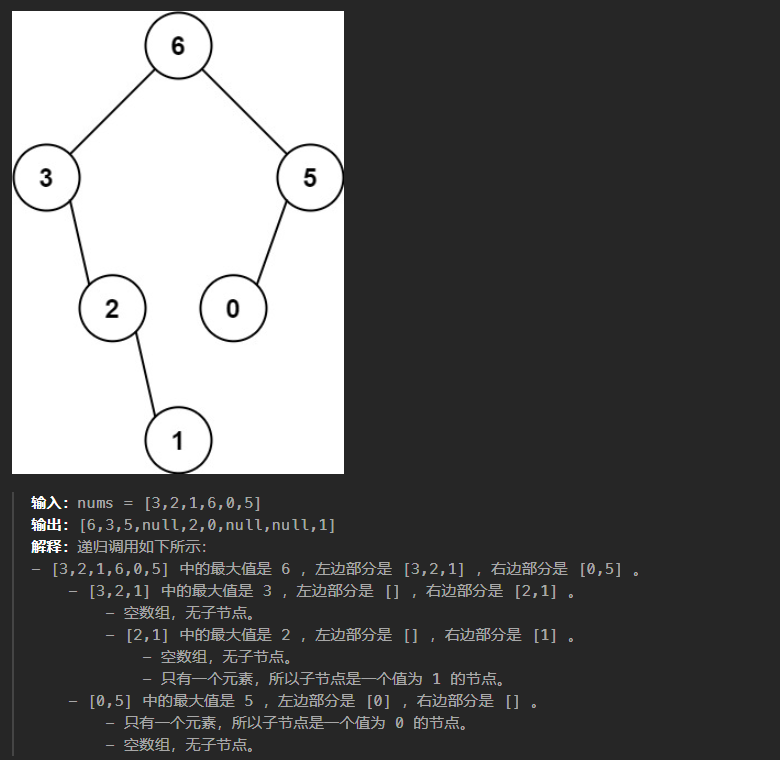 6
3 5
2 0
1
输入: nums = [3,2,1,6,0,5]
输出: [6,3,5,null,2,0,null,null,1]
解释: 递归调用如下所示:
- [3,2,1,6,0,5] 中的最大值是 6 ，左边部分是 [3,2,1] ，右边部分是 [0,5] 。
- [3,2,1] 中的最大值是 3 ，左边部分是 [] ，右边部分是 [2,1] 。
- 空数组，无子节点。
- [2,1] 中的最大值是 2 ，左边部分是 [] ，右边部分是 [1] 。
- 空数组，无子节点。
- 只有一个元素，所以子节点是一个值为 1 的节点。
- [0,5] 中的最大值是 5 ，左边部分是 [0] ，右边部分是 [] 。
- 只有一个元素，所以子节点是一个值为 0 的节点。
- 空数组，无子节点。